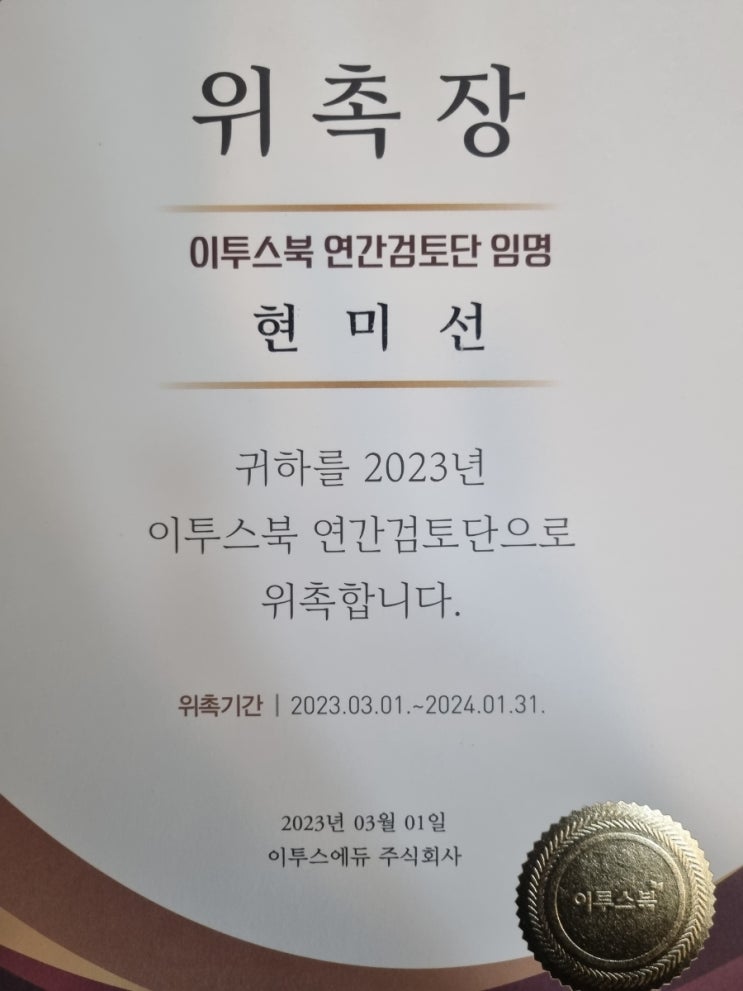 위촉장
이투스북 연간검토단 임명
현 미 선
귀하를 2023년
이투스북 연간검토단으로
위촉합니다.
위촉기간 | 2023.03.01.~2024.01.31.
2023년 03월 01일
이투스에듀 주식회사
이투스북